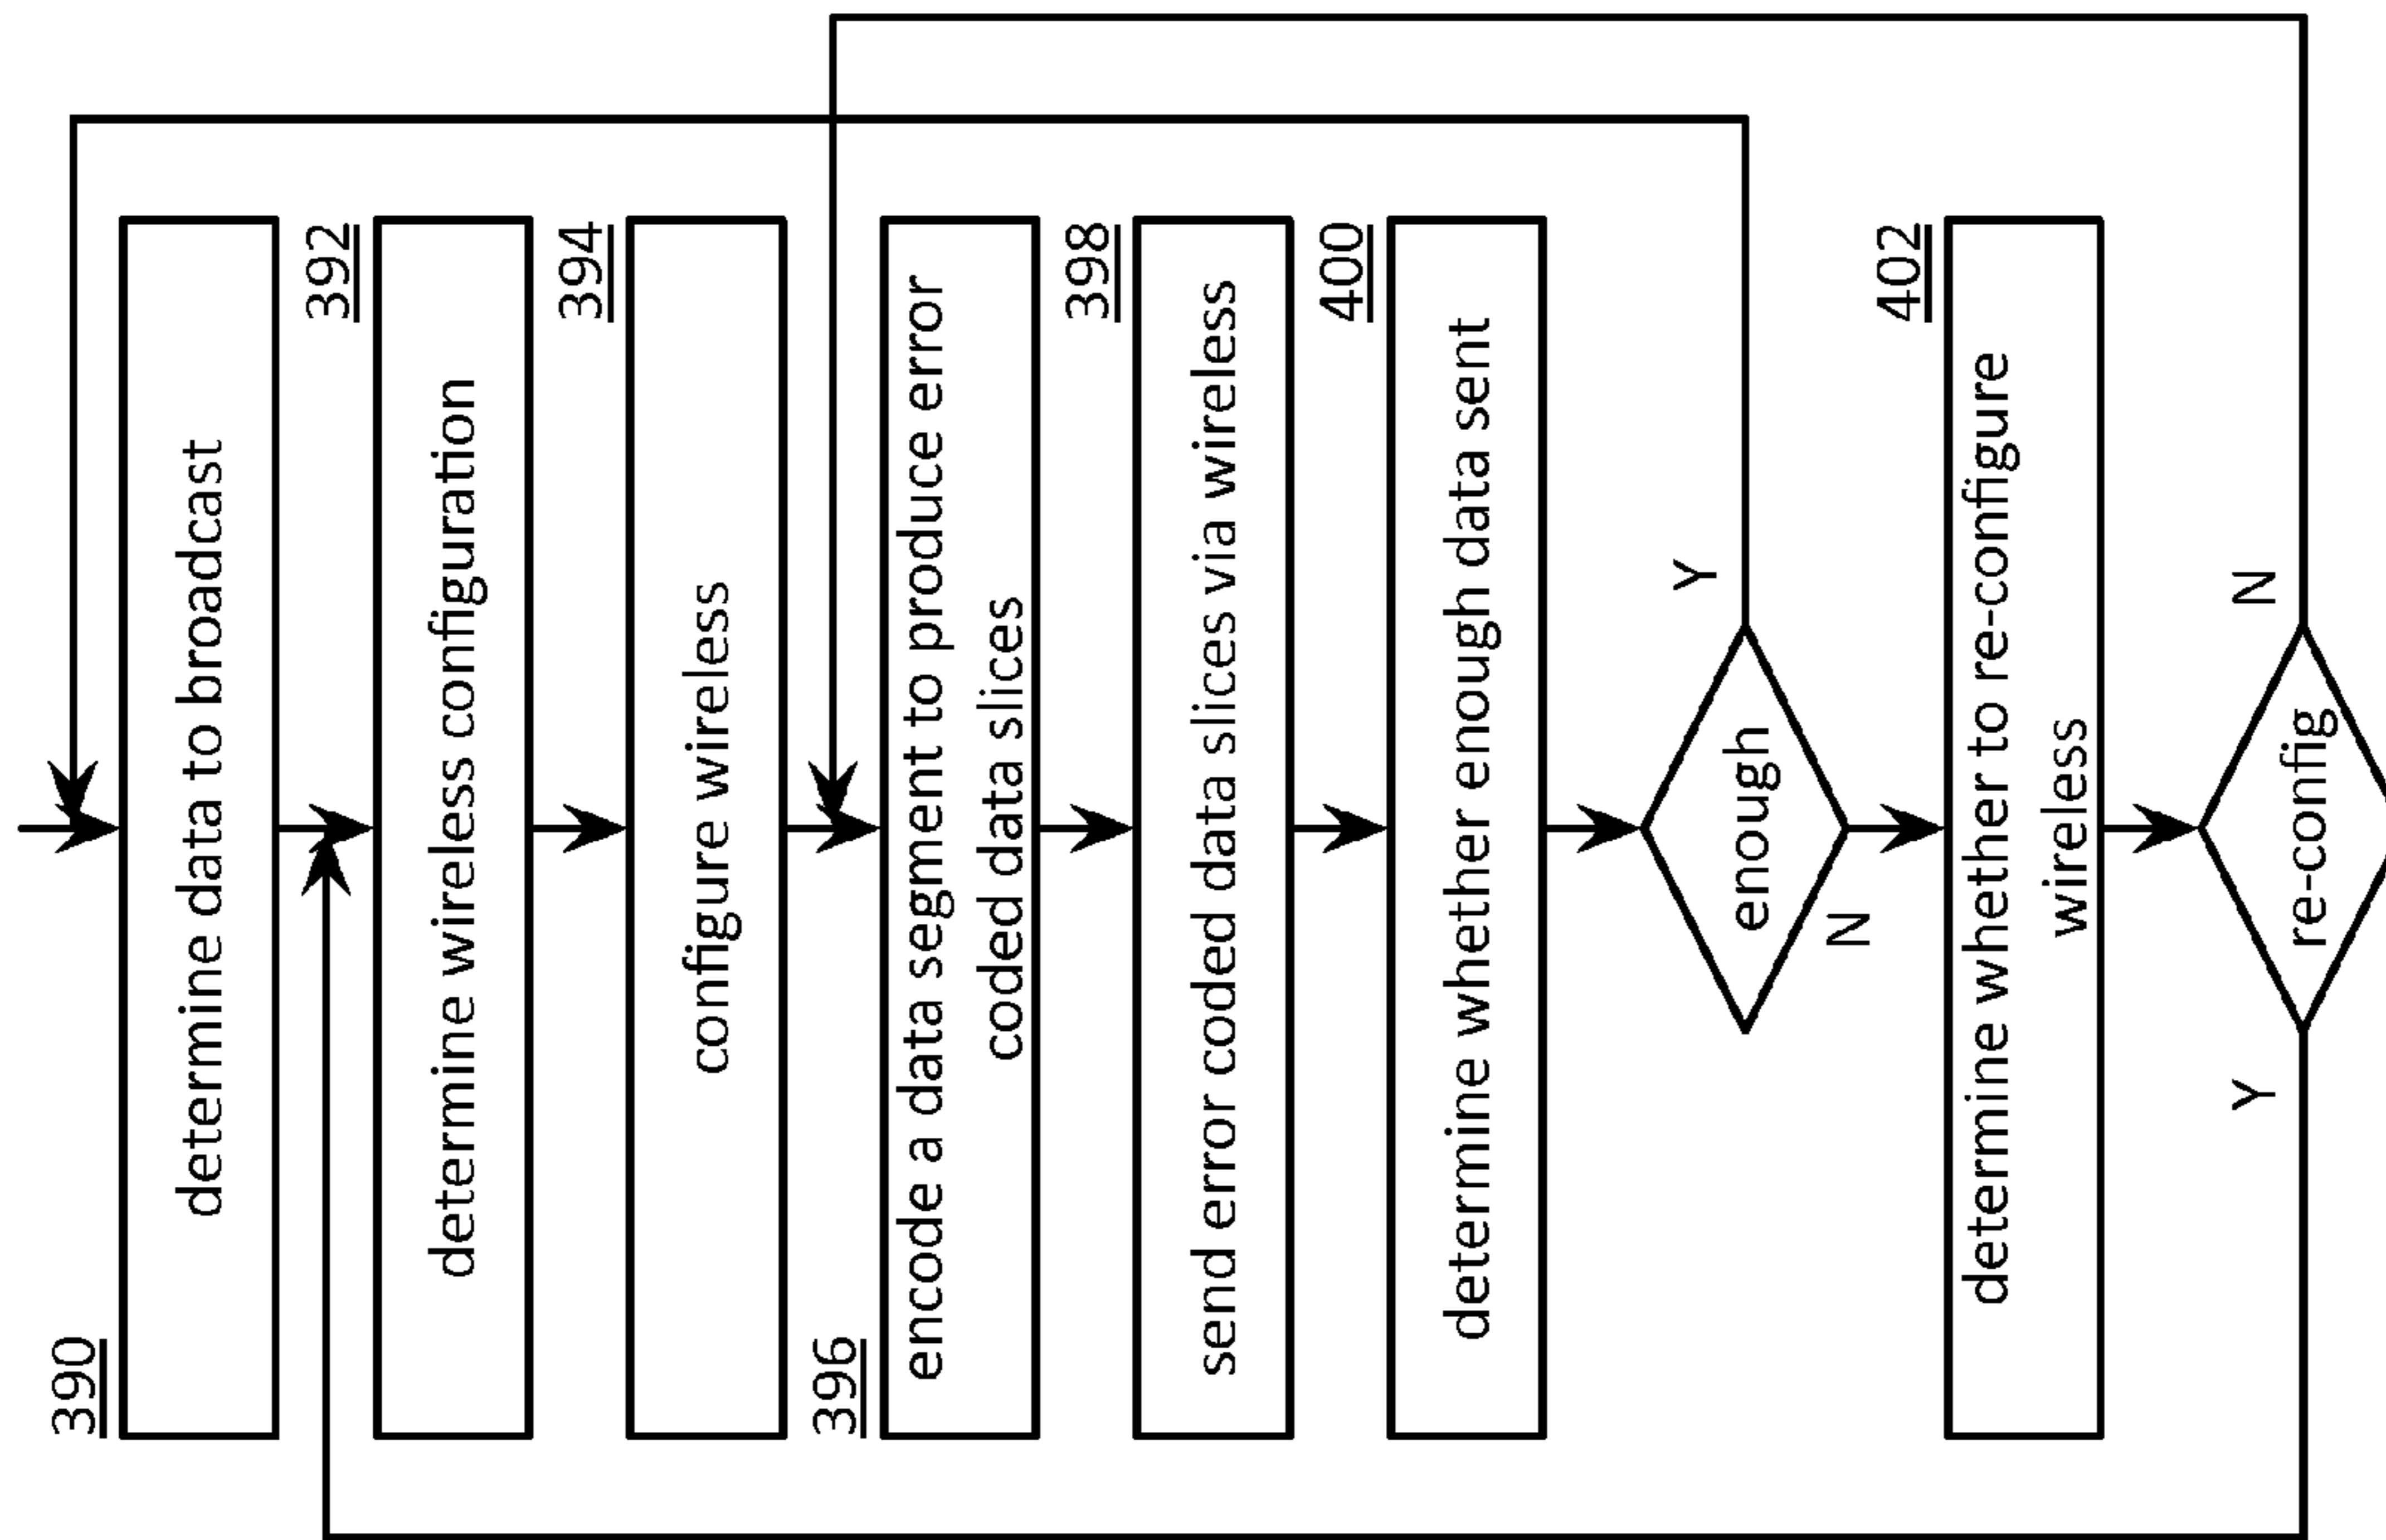 390
determine data to broadcast
392
determine wireless configuration
394
configure wireless
396
encode a data segment to produce error
coded data slices
398
send error coded data slices via wireless
400
determine whether enough data sent
enough
Y
N
402
determine whether to re-configure
wireless
Y
re-config
N